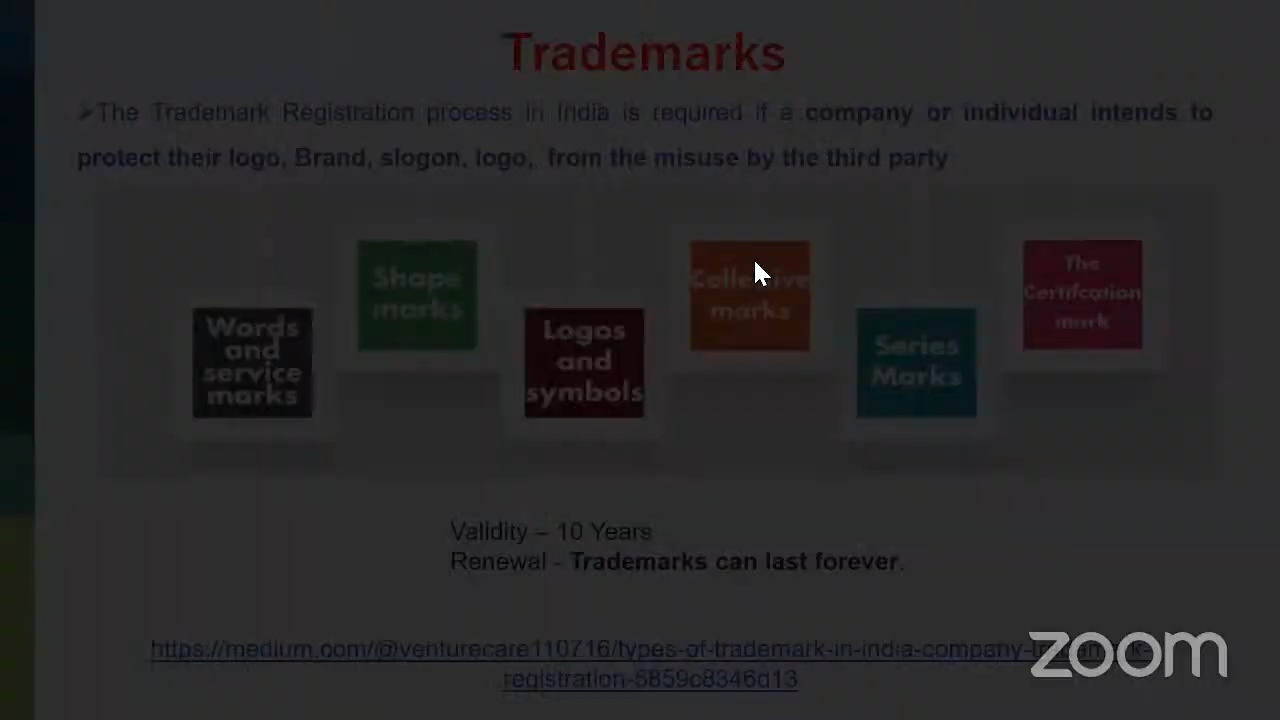 Trademarks
➢The Trademark Registration process in India is required if a company or individual intends to
protect their logo, Brand, slogon, logo, from the misuse by the third party
Words
and
service
marks
Shape
marks
Logos
and
symbols
Collective
marks
Series
Marks
The
Certifcation
mark
Validity – 10 Years
Renewal - Trademarks can last forever.
https://medium.com/@venturecare110716/types-of-trademark-in-india-company-trademark-
registration-5859c8346d13
zoom